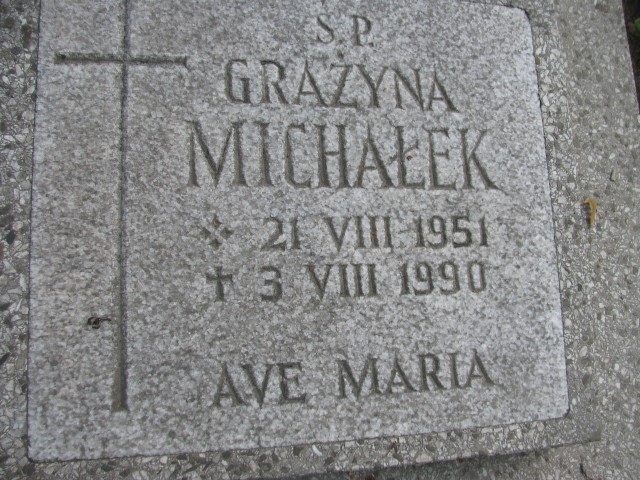 Ś.P.
GRAŻYNA
MICHAŁEK
* 21 VIII 1951
† 3 VIII 1990
AVE MARIA